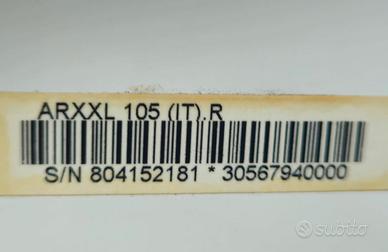 ARXXL 105 (IT).R
S/N 804152181 * 30567940000
subito